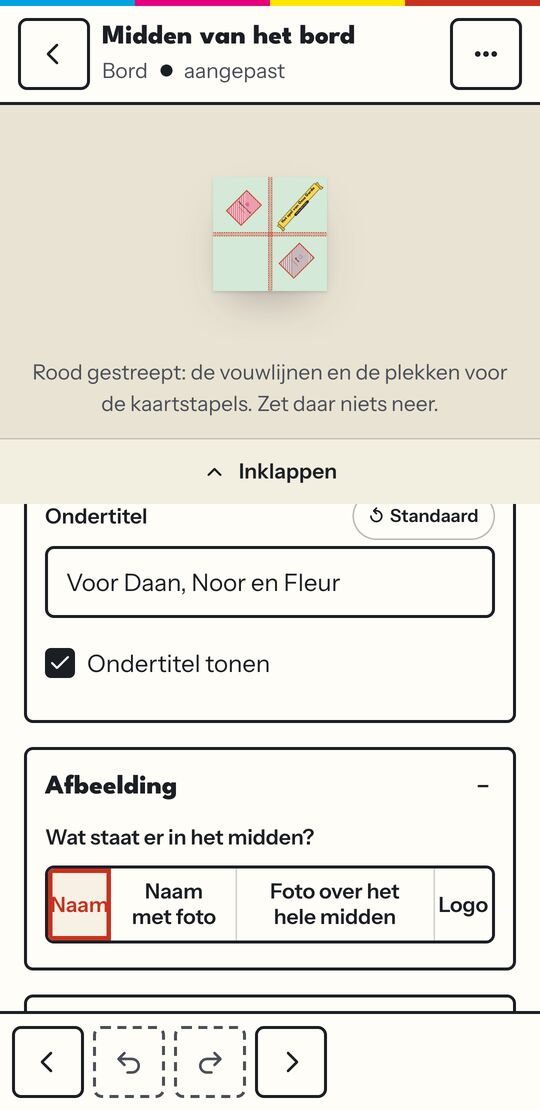 Midden van het bord
Bord ● aangepast
Rood gestreept: de vouwlijnen en de plekken voor
de kaartstapels. Zet daar niets neer.
Inklappen
Ondertitel
Standaard
Voor Daan, Noor en Fleur
Ondertitel tonen
Afbeelding
Wat staat er in het midden?
Naam
Naam
met foto
Foto over het
hele midden
Logo